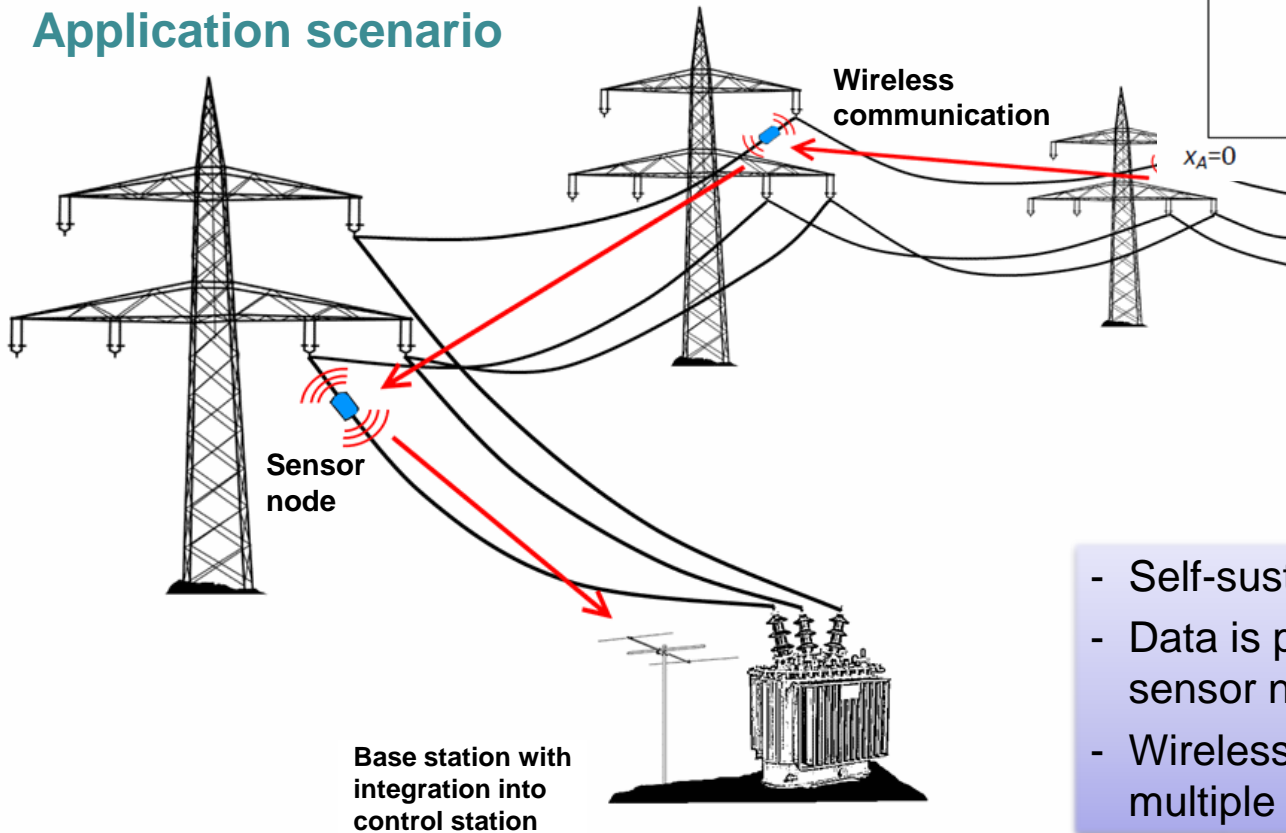 Application scenario
Wireless
communication
x_A=0
Sensor
node
- Self-sust
- Data is p
sensor n
- Wireless
multiple
Base station with
integration into
control station